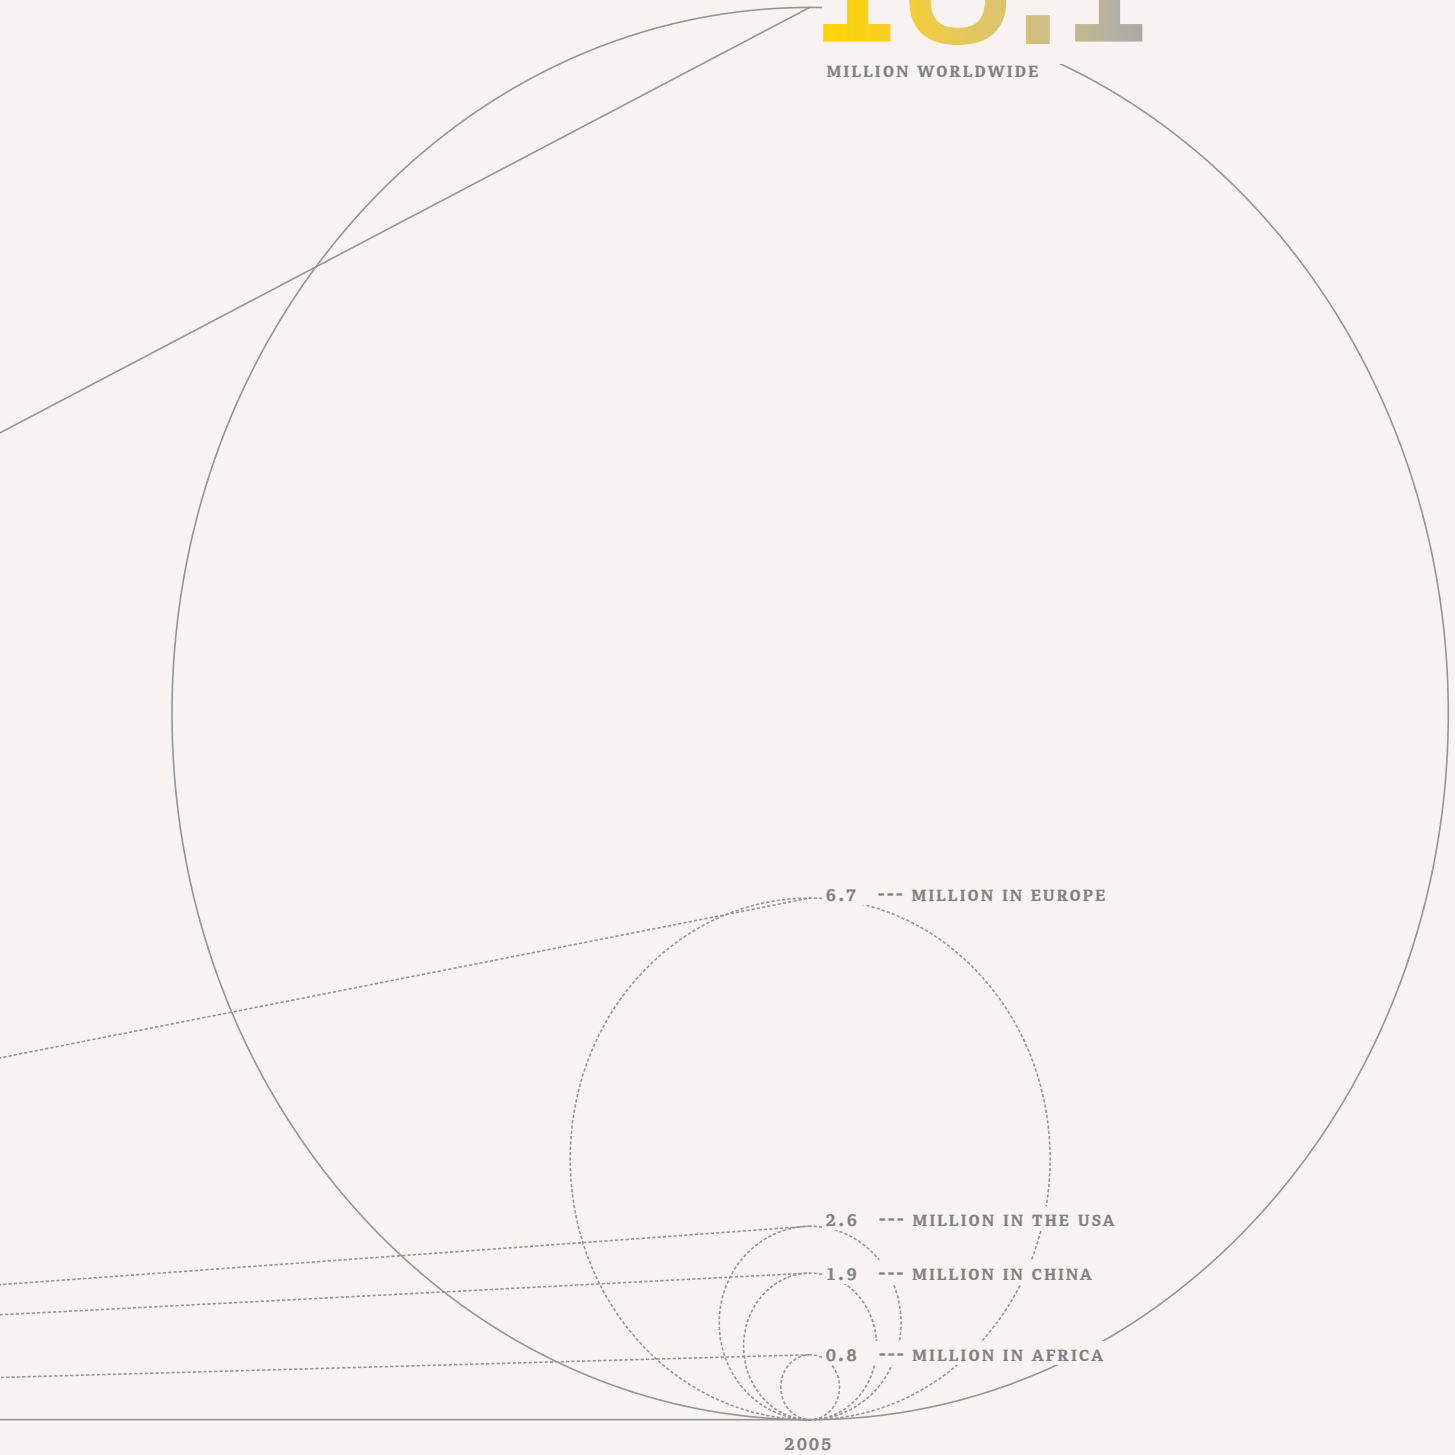 MILLION WORLDWIDE
6.7 --- MILLION IN EUROPE
2.6 --- MILLION IN THE USA
1.9 --- MILLION IN CHINA
0.8 --- MILLION IN AFRICA
2005